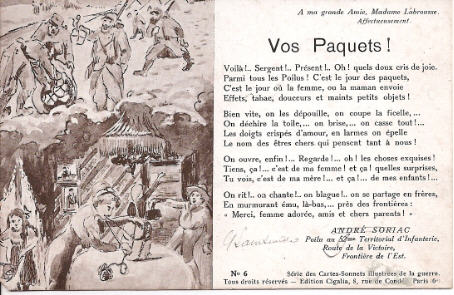 A ma grande Amie, Madame Labrousse.
Affectueusement.
Vos Paquets !
Voilà !.. Sergent !.. Présent !.. Oh ! quels doux cris de joie.
Parmi tous les Poilus ! C'est le jour des paquets,
C'est le jour où la femme, ou la maman envoie
Effets, tabac, douceurs et maints petits objets !
Bien vite, on les dépouille, on coupe la ficelle,...
On déchire la toile,... on brise,... on casse tout !...
Les doigts crispés d'amour, en larmes on épelle
Le nom des êtres chers qui pensent tant à nous !
On ouvre, enfin !... Regarde !... oh ! les choses exquises !
Tiens, ça !... c'est de ma femme ! et ça ! quelles surprises,
Tu vois, c'est de ma mère !... et ça !... de mes enfants !...
On rit !.. on chante !.. on blague !.. on se partage en frères,
En murmurant ému, là-bas,... près des frontières :
« Merci, femme adorée, amis et chers parents ! »
ANDRÉ SORIAC
Poilu au Territorial d'Infanterie,
Route de la Victoire,
Frontière de l'Est.
N° 6
Série des Cartes-Sonnets illustrées de la guerre.
Tous droits réservés — Edition Cigalia, 8, rue de Condé, Paris